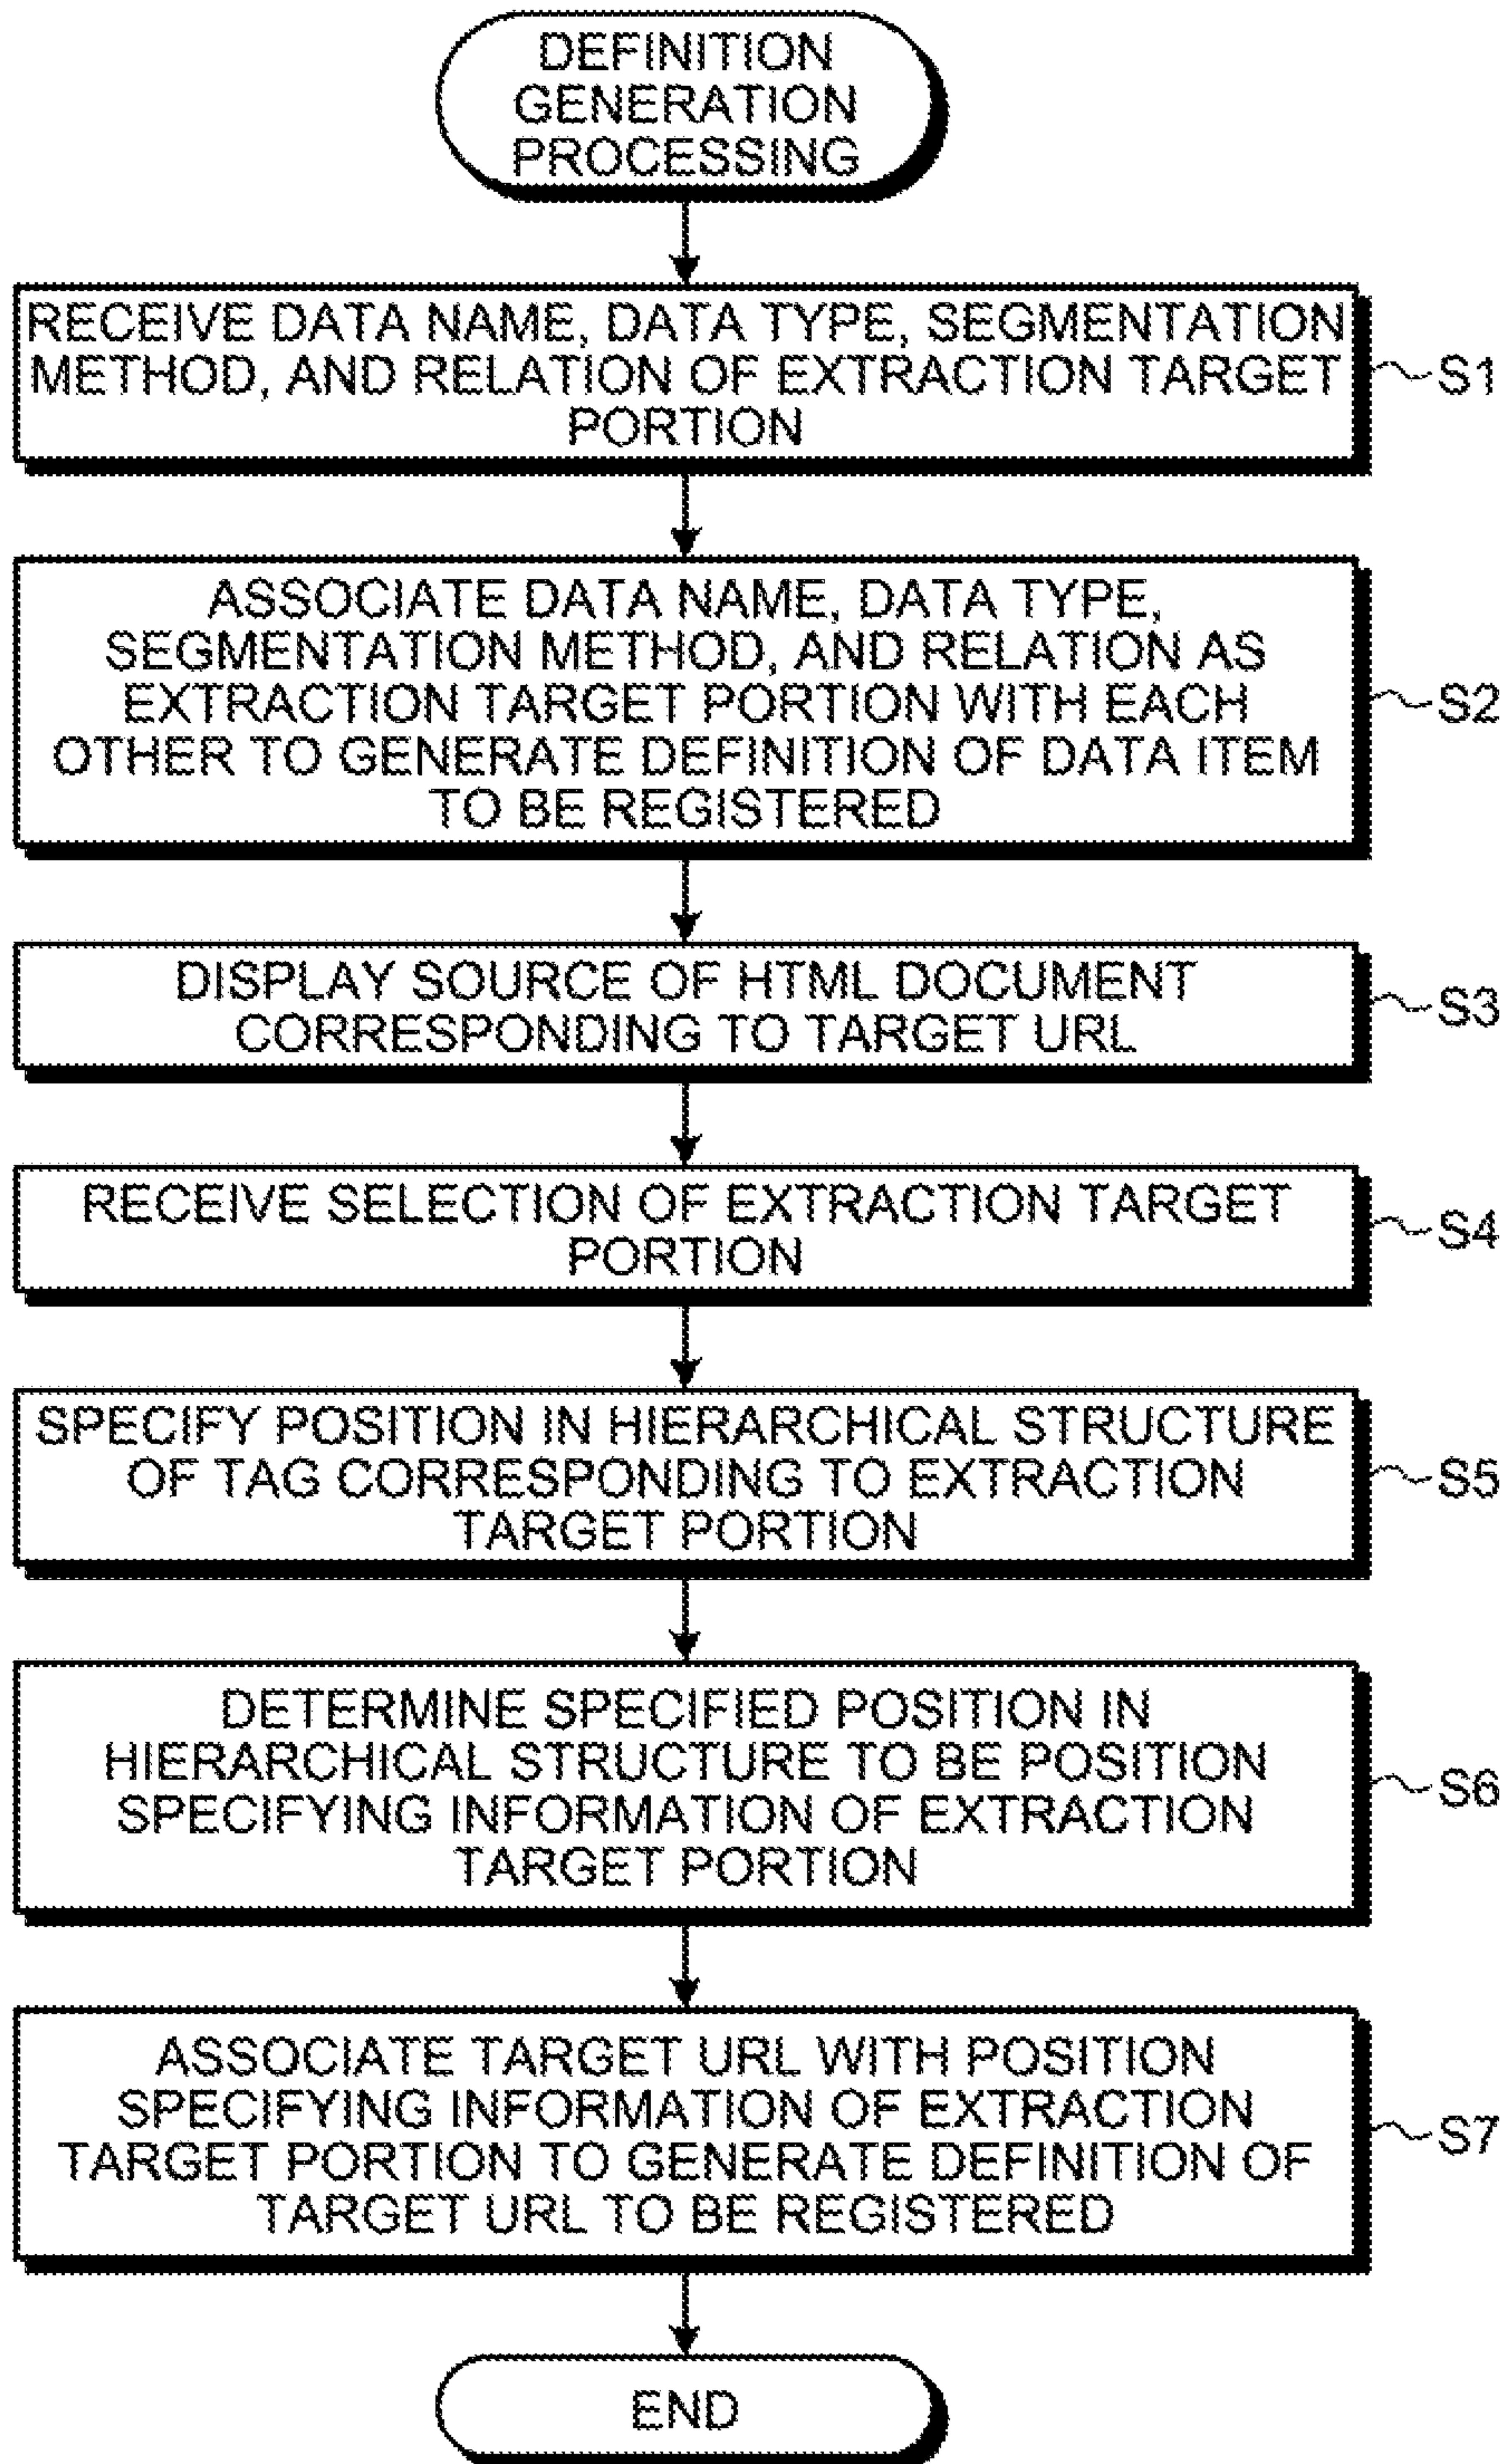 DEFINITION
GENERATION
PROCESSING
RECEIVE DATA NAME, DATA TYPE, SEGMENTATION
METHOD, AND RELATION OF EXTRACTION TARGET
PORTION
S1
ASSOCIATE DATA NAME, DATA TYPE,
SEGMENTATION METHOD, AND RELATION AS
EXTRACTION TARGET PORTION WITH EACH
OTHER TO GENERATE DEFINITION OF DATA ITEM
TO BE REGISTERED
S2
DISPLAY SOURCE OF HTML DOCUMENT
CORRESPONDING TO TARGET URL
S3
RECEIVE SELECTION OF EXTRACTION TARGET
PORTION
S4
SPECIFY POSITION IN HIERARCHICAL STRUCTURE
OF TAG CORRESPONDING TO EXTRACTION
TARGET PORTION
S5
DETERMINE SPECIFIED POSITION IN
HIERARCHICAL STRUCTURE TO BE POSITION
SPECIFYING INFORMATION OF EXTRACTION
TARGET PORTION
S6
ASSOCIATE TARGET URL WITH POSITION
SPECIFYING INFORMATION OF EXTRACTION
TARGET PORTION TO GENERATE DEFINITION OF
TARGET URL TO BE REGISTERED
S7
END